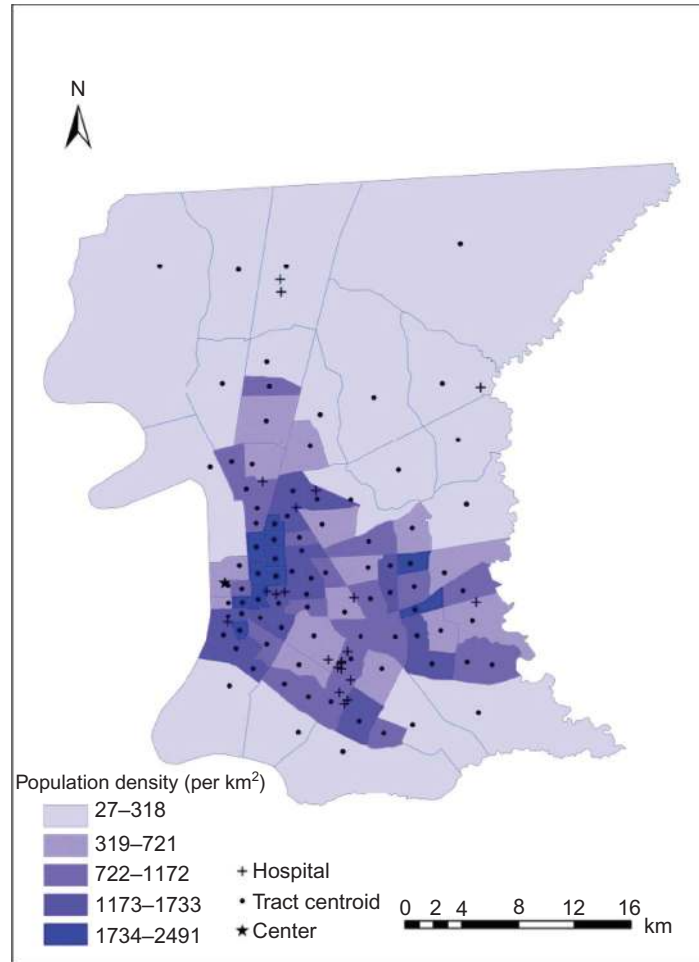 N
Population density (per km²)
27–318
319–721
722–1172
1173–1733
1734–2491
Hospital
Tract centroid
Center
0 2 4 8 12 16
km